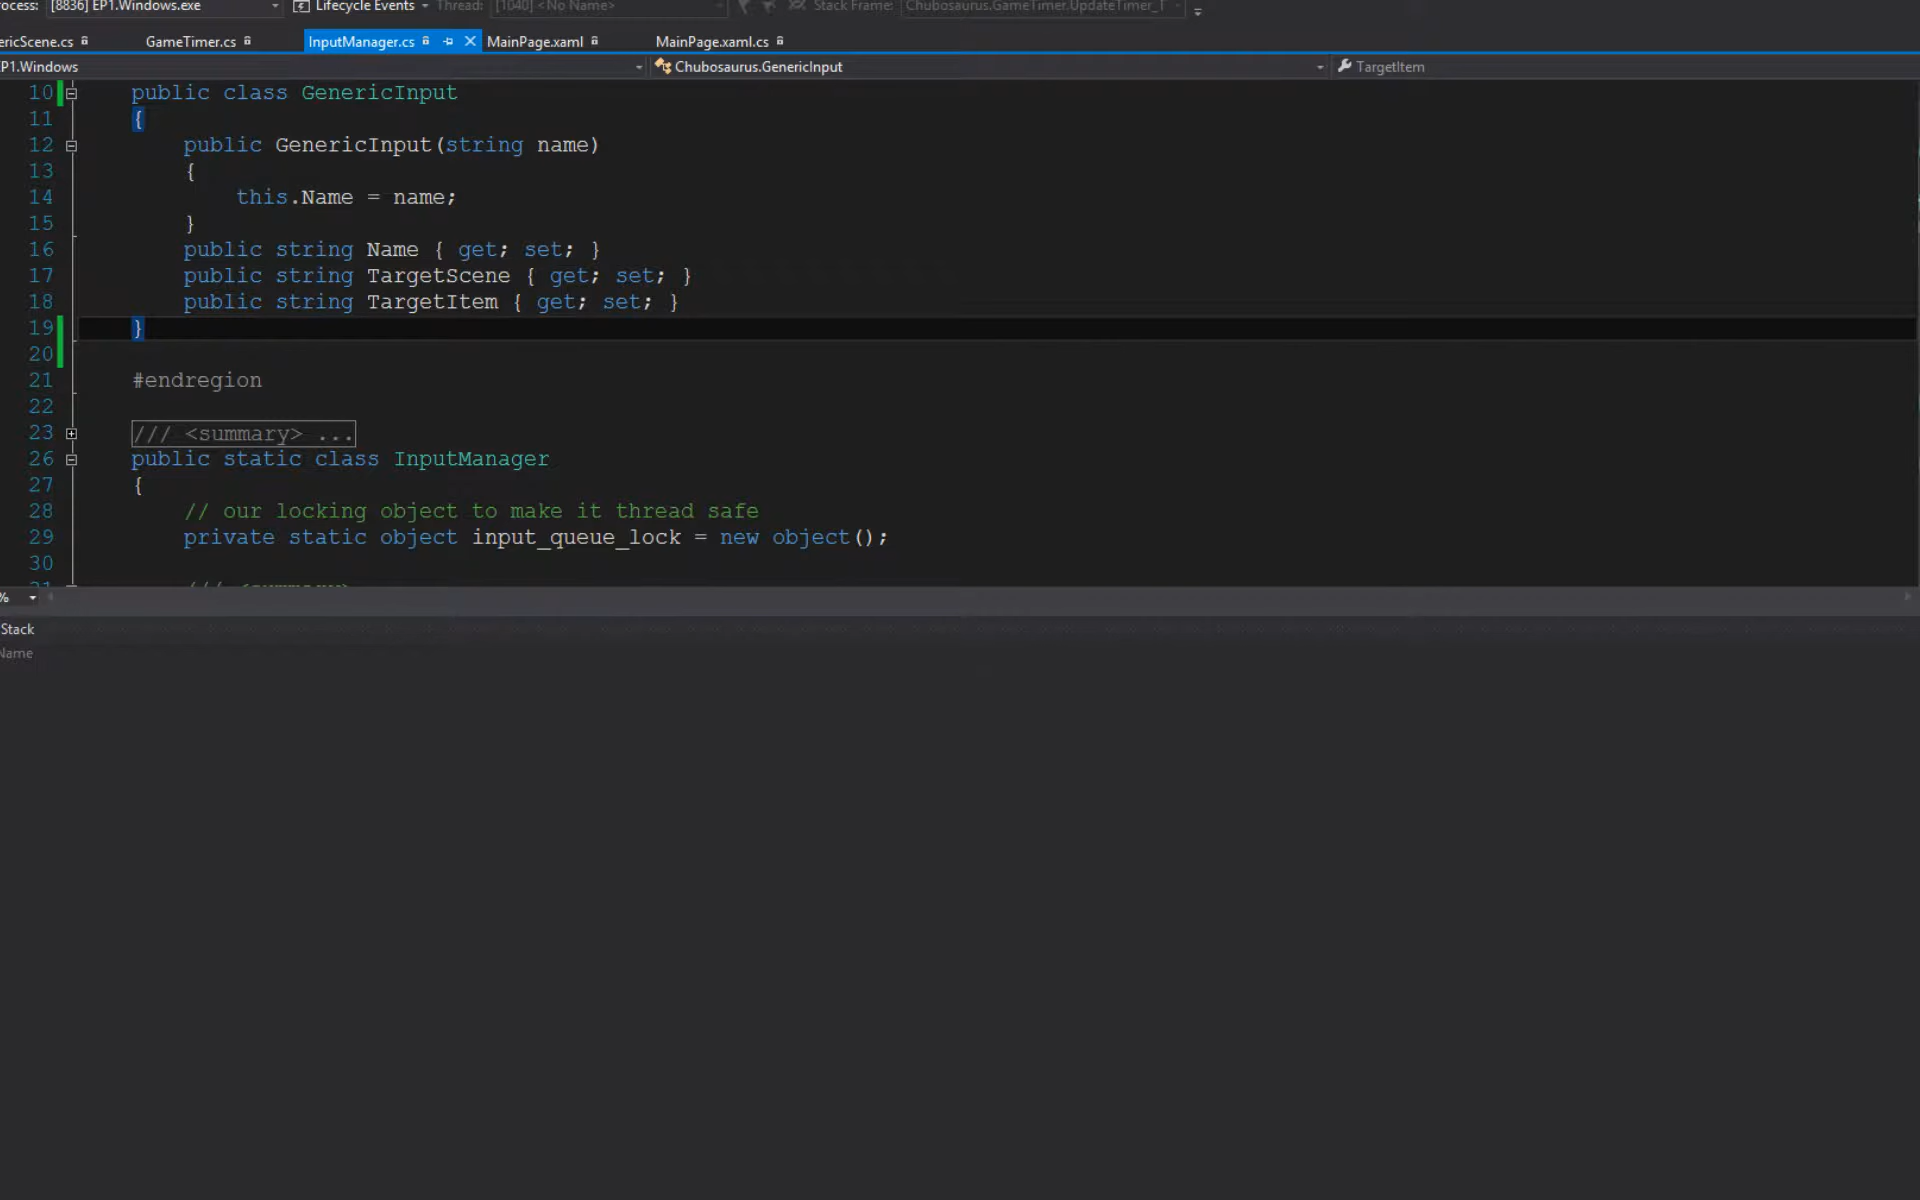 rocess: [8836] EP1.Windows.exe Lifecycle Events Thread: [1040] <No Name> Stack Frame: Chubosaurus.GameTimer.UpdateTimer_T
ericScene.cs GameTimer.cs InputManager.cs MainPage.xaml MainPage.xaml.cs
P1.Windows Chubosaurus.GenericInput TargetItem
10 public class GenericInput
11 {
12 public GenericInput(string name)
13 {
14 this.Name = name;
15 }
16 public string Name { get; set; }
17 public string TargetScene { get; set; }
18 public string TargetItem { get; set; }
19 }
20
21 #endregion
22
23 /// <summary> ...
26 public static class InputManager
27 {
28 // our locking object to make it thread safe
29 private static object input_queue_lock = new object();
30
31 /// <summary>
%
Stack
Name